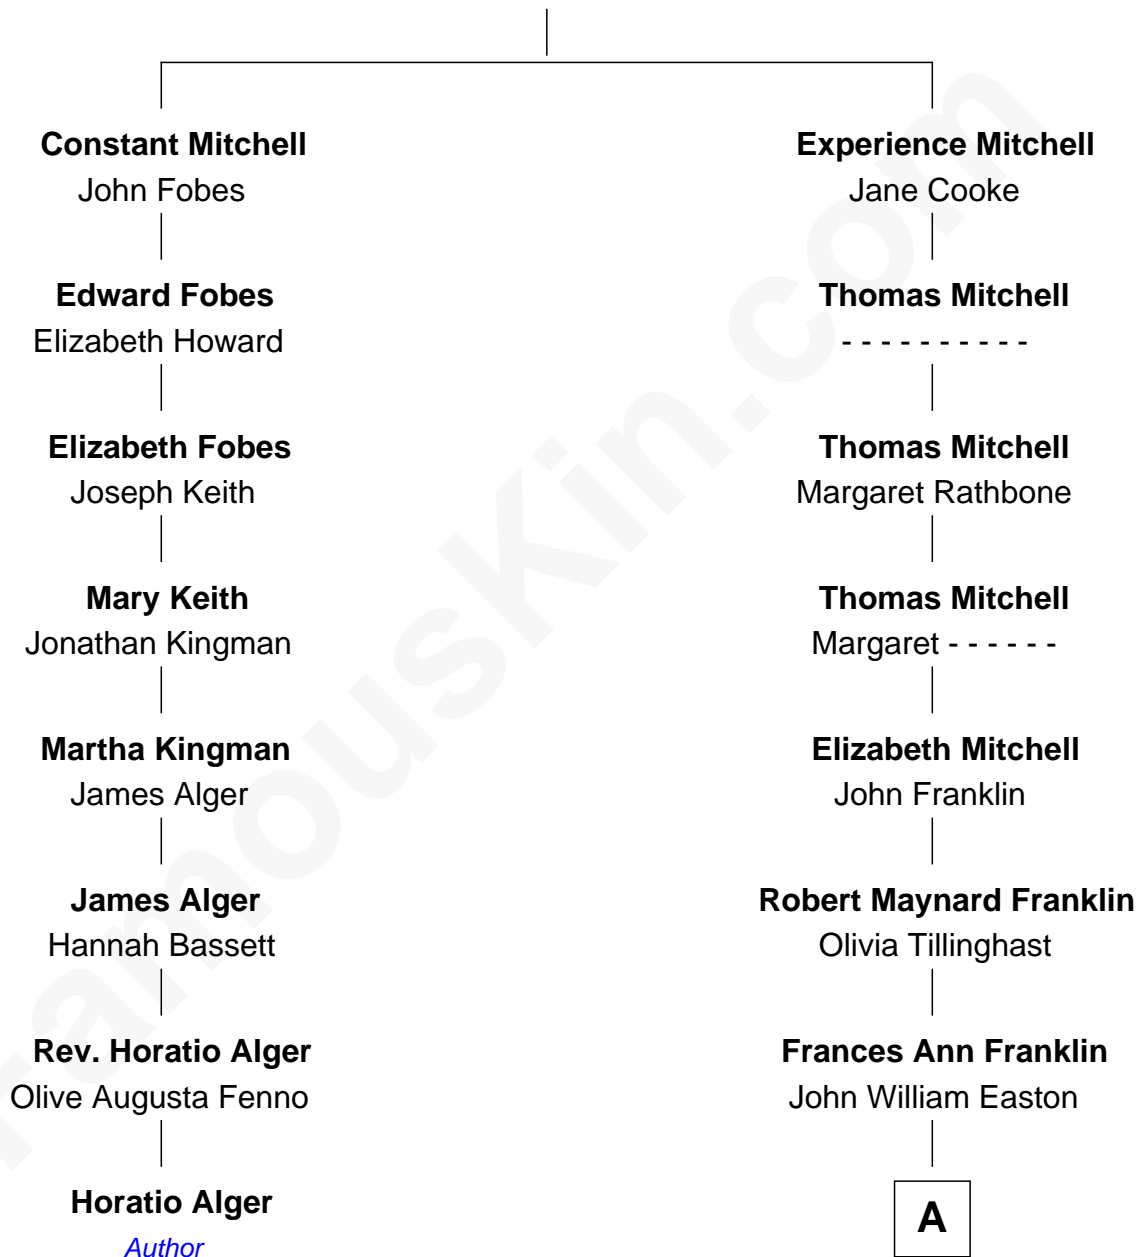 Constant Mitchell
John Fobes
Experience Mitchell
Jane Cooke
Edward Fobes
Elizabeth Howard
Thomas Mitchell
- - - - - - - - - -
Elizabeth Fobes
Joseph Keith
Thomas Mitchell
Margaret Rathbone
Mary Keith
Jonathan Kingman
Thomas Mitchell
Margaret - - - - - -
Martha Kingman
James Alger
Elizabeth Mitchell
John Franklin
James Alger
Hannah Bassett
Robert Maynard Franklin
Olivia Tillinghast
Rev. Horatio Alger
Olive Augusta Fenno
Frances Ann Franklin
John William Easton
Horatio Alger
Author
A
FamousKin.com